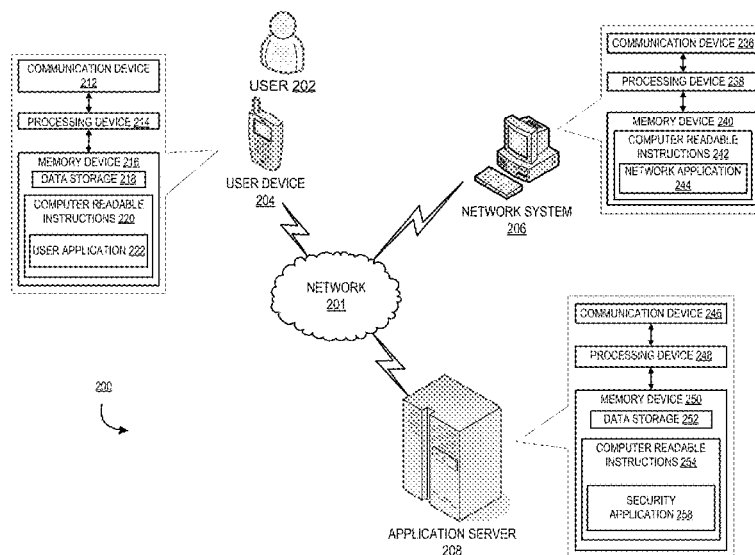 USER 202
USER DEVICE
204
COMMUNICATION DEVICE
212
PROCESSING DEVICE 214
MEMORY DEVICE 216
DATA STORAGE 218
COMPUTER READABLE
INSTRUCTIONS 220
USER APPLICATION 222
NETWORK SYSTEM
206
COMMUNICATION DEVICE 236
PROCESSING DEVICE 238
MEMORY DEVICE 240
COMPUTER READABLE
INSTRUCTIONS 242
NETWORK APPLICATION
244
NETWORK
201
200
APPLICATION SERVER
208
COMMUNICATION DEVICE 246
PROCESSING DEVICE 248
MEMORY DEVICE 250
DATA STORAGE 252
COMPUTER READABLE
INSTRUCTIONS 254
SECURITY
APPLICATION 258